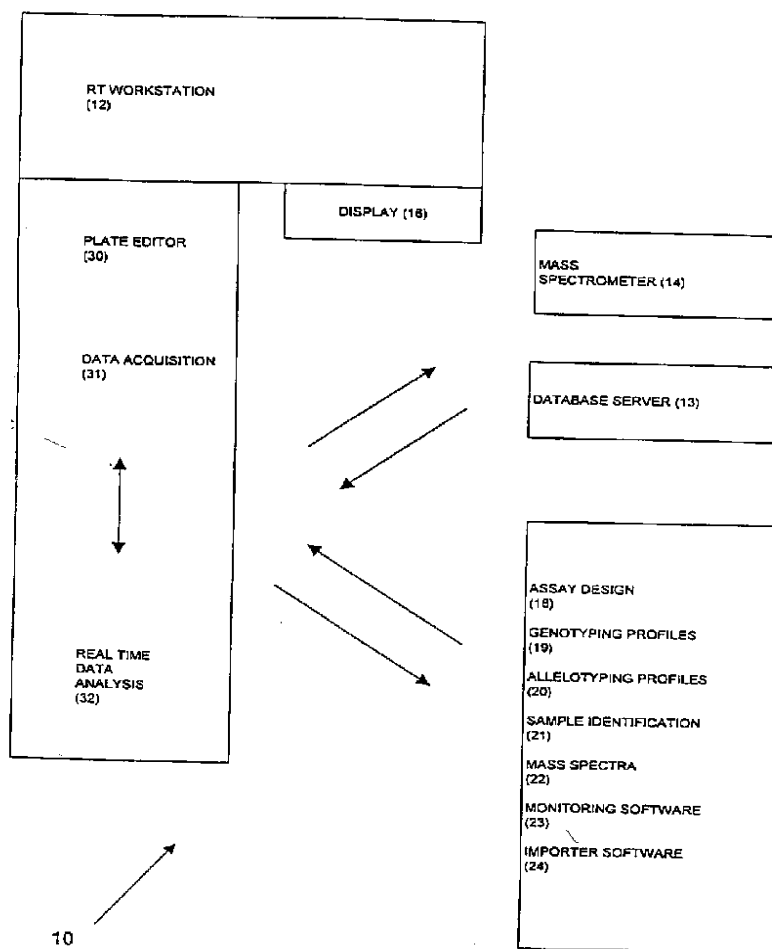 RT WORKSTATION
(12)
DISPLAY (16)
PLATE EDITOR
(30)
DATA ACQUISITION
(31)
REAL TIME
DATA
ANALYSIS
(32)
MASS
SPECTROMETER (14)
DATABASE SERVER (13)
ASSAY DESIGN
(18)
GENOTYPING PROFILES
(19)
ALLELOTYPING PROFILES
(20)
SAMPLE IDENTIFICATION
(21)
MASS SPECTRA
(22)
MONITORING SOFTWARE
(23)
IMPORTER SOFTWARE
(24)
10